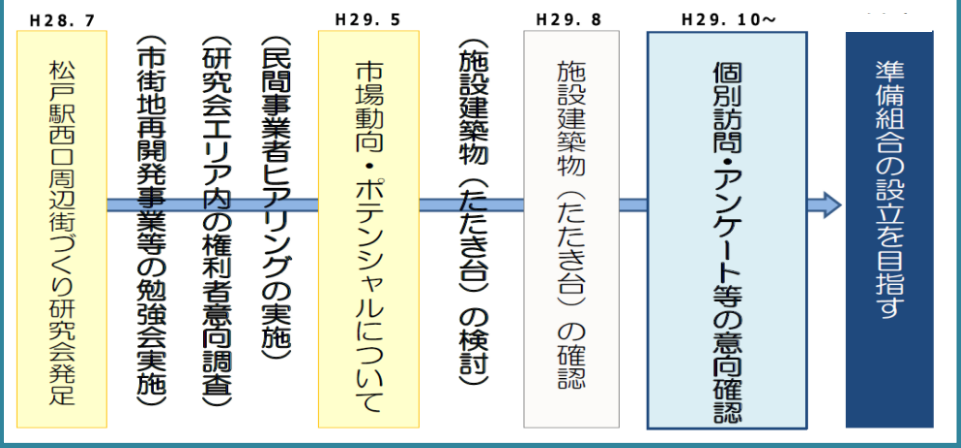 H28. 7
松戸駅西口周辺街づくり研究会発足
（市街地再開発事業等の勉強会実施）
（研究会エリア内の権利者意向調査）
（民間事業者ヒアリングの実施）
H29. 5
市場動向・ポテンシャルについて
（施設建築物（たたき台）の検討）
H29. 8
施設建築物（たたき台）の確認
H29. 10～
個別訪問・アンケート等の意向確認
準備組合の設立を目指す